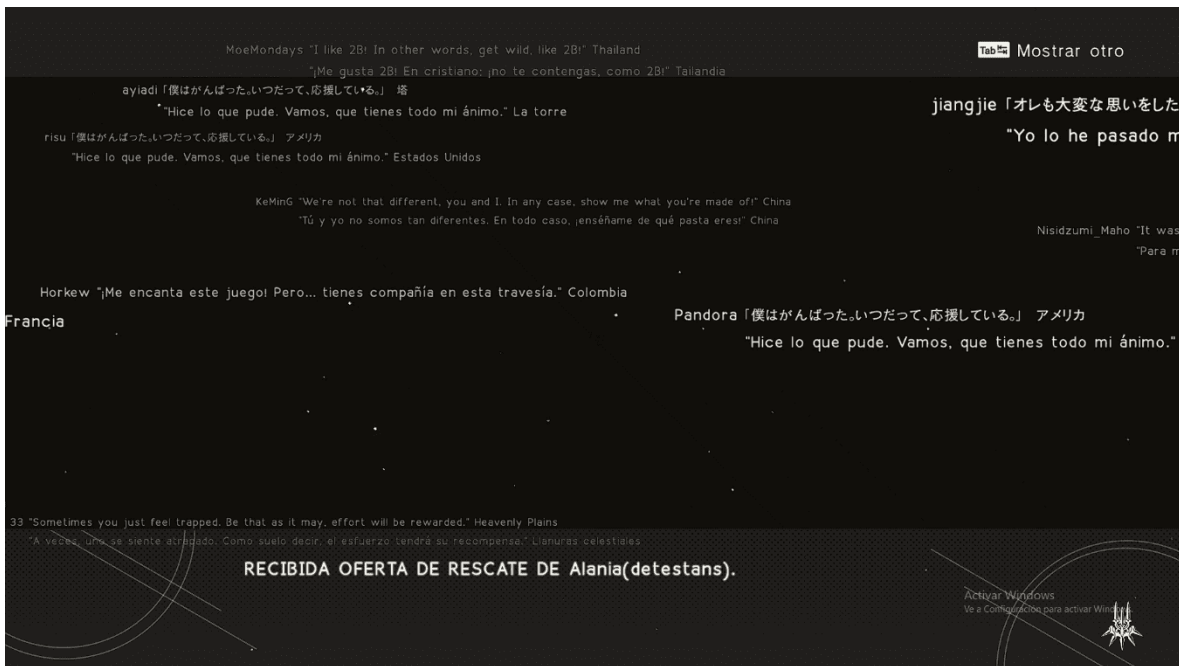 MoeMondays "I like 2B! In other words, get wild, like 2B!" Thailand
Tab Mostrar otro
"¡Me gusta 2B! En cristiano: ¡no te contengas, como 2B!" Tailandia
ayiadi「僕はがんばった。いつだって、応援している。」 塔
"Hice lo que pude. Vamos, que tienes todo mi ánimo." La torre
jiangjie「オレも大変な思いをした
"Yo lo he pasado m
risu「僕はがんばった。いつだって、応援している。」 アメリカ
"Hice lo que pude. Vamos, que tienes todo mi ánimo." Estados Unidos
KeMinG "We're not that different, you and I. In any case, show me what you're made of!" China
"Tú y yo no somos tan diferentes. En todo caso, ¡enséñame de qué pasta eres!" China
Nisidzumi_Maho "It was
"Para m
Horkew "¡Me encanta este juego! Pero... tienes compañía en esta travesía." Colombia
Francia
Pandora「僕はがんばった。いつだって、応援している。」 アメリカ
"Hice lo que pude. Vamos, que tienes todo mi ánimo."
33 "Sometimes you just feel trapped. Be that as it may, effort will be rewarded." Heavenly Plains
"A veces, uno se siente atrapado. Como suelo decir, el esfuerzo tendrá su recompensa." Llanuras celestiales
RECIBIDA OFERTA DE RESCATE DE Alania(detestans).
Activar Windows
Ve a Configuración para activar Windows.